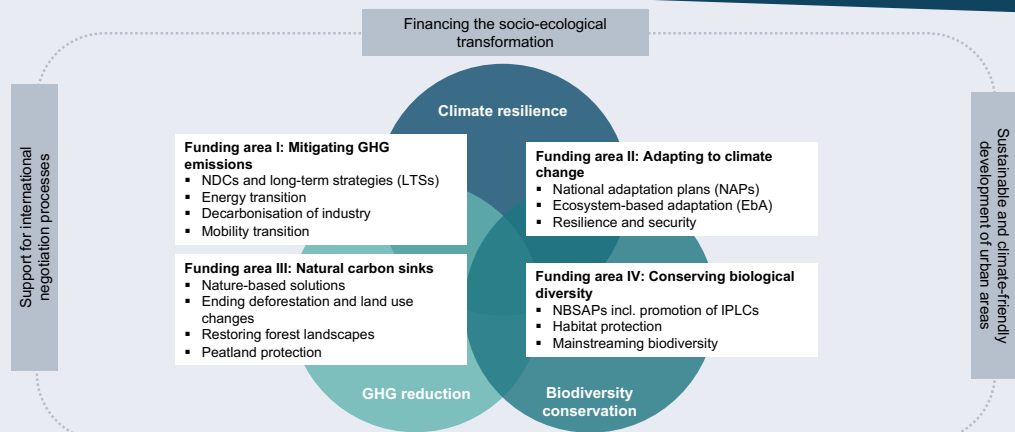 Financing the socio-ecological
transformation
Support for international
negotiation processes
Climate resilience
Funding area I: Mitigating GHG
emissions
▪ NDCs and long-term strategies (LTSs)
▪ Energy transition
▪ Decarbonisation of industry
▪ Mobility transition
Funding area II: Adapting to climate
change
▪ National adaptation plans (NAPs)
▪ Ecosystem-based adaptation (EbA)
▪ Resilience and security
Funding area III: Natural carbon sinks
▪ Nature-based solutions
▪ Ending deforestation and land use
changes
▪ Restoring forest landscapes
▪ Peatland protection
Funding area IV: Conserving biological
diversity
▪ NBSAPs incl. promotion of IPLCs
▪ Habitat protection
▪ Mainstreaming biodiversity
GHG reduction
Biodiversity
conservation
Sustainable and climate-friendly
development of urban areas